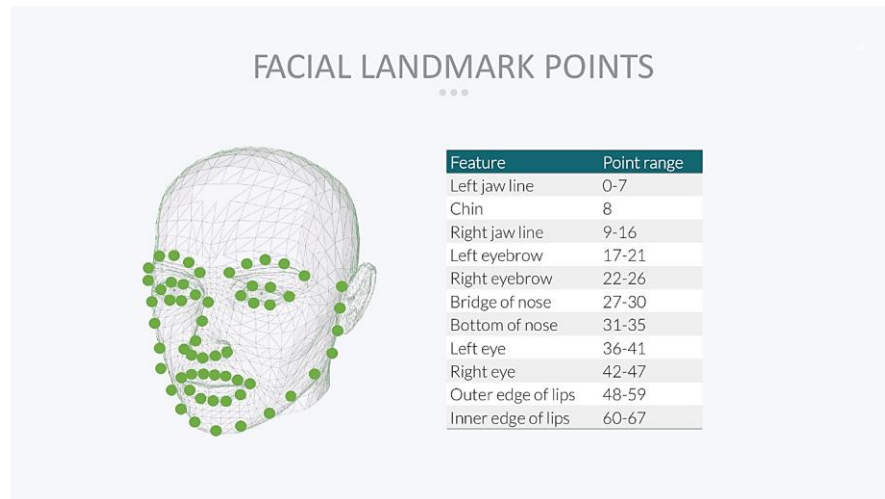 FACIAL LANDMARK POINTS
Feature Point range
Left jaw line 0-7
Chin 8
Right jaw line 9-16
Left eyebrow 17-21
Right eyebrow 22-26
Bridge of nose 27-30
Bottom of nose 31-35
Left eye 36-41
Right eye 42-47
Outer edge of lips 48-59
Inner edge of lips 60-67